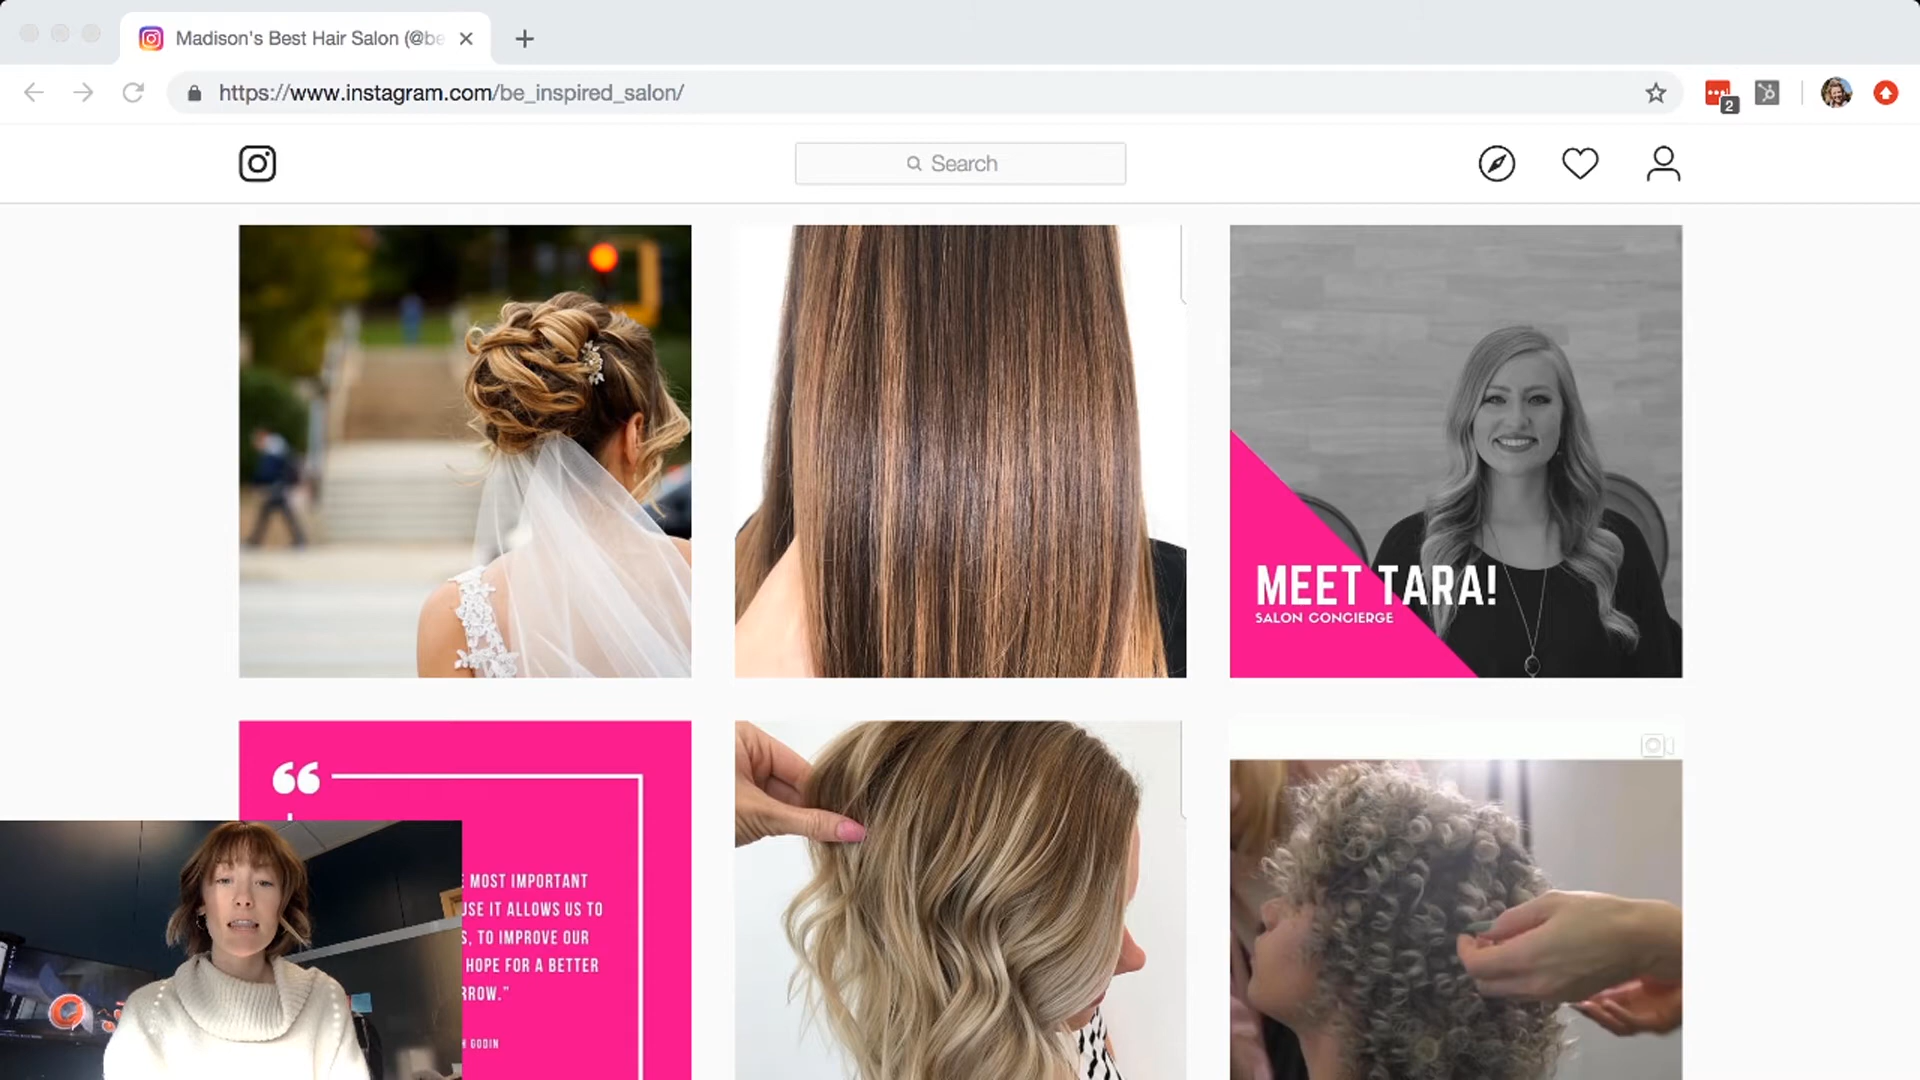 Madison's Best Hair Salon (@be
https://www.instagram.com/be_inspired_salon/
2
Search
MEET TARA!
SALON CONCIERGE
“
MOST IMPORTANT
USE IT ALLOWS US TO
S, TO IMPROVE OUR
HOPE FOR A BETTER
RROW.”
H GODIN